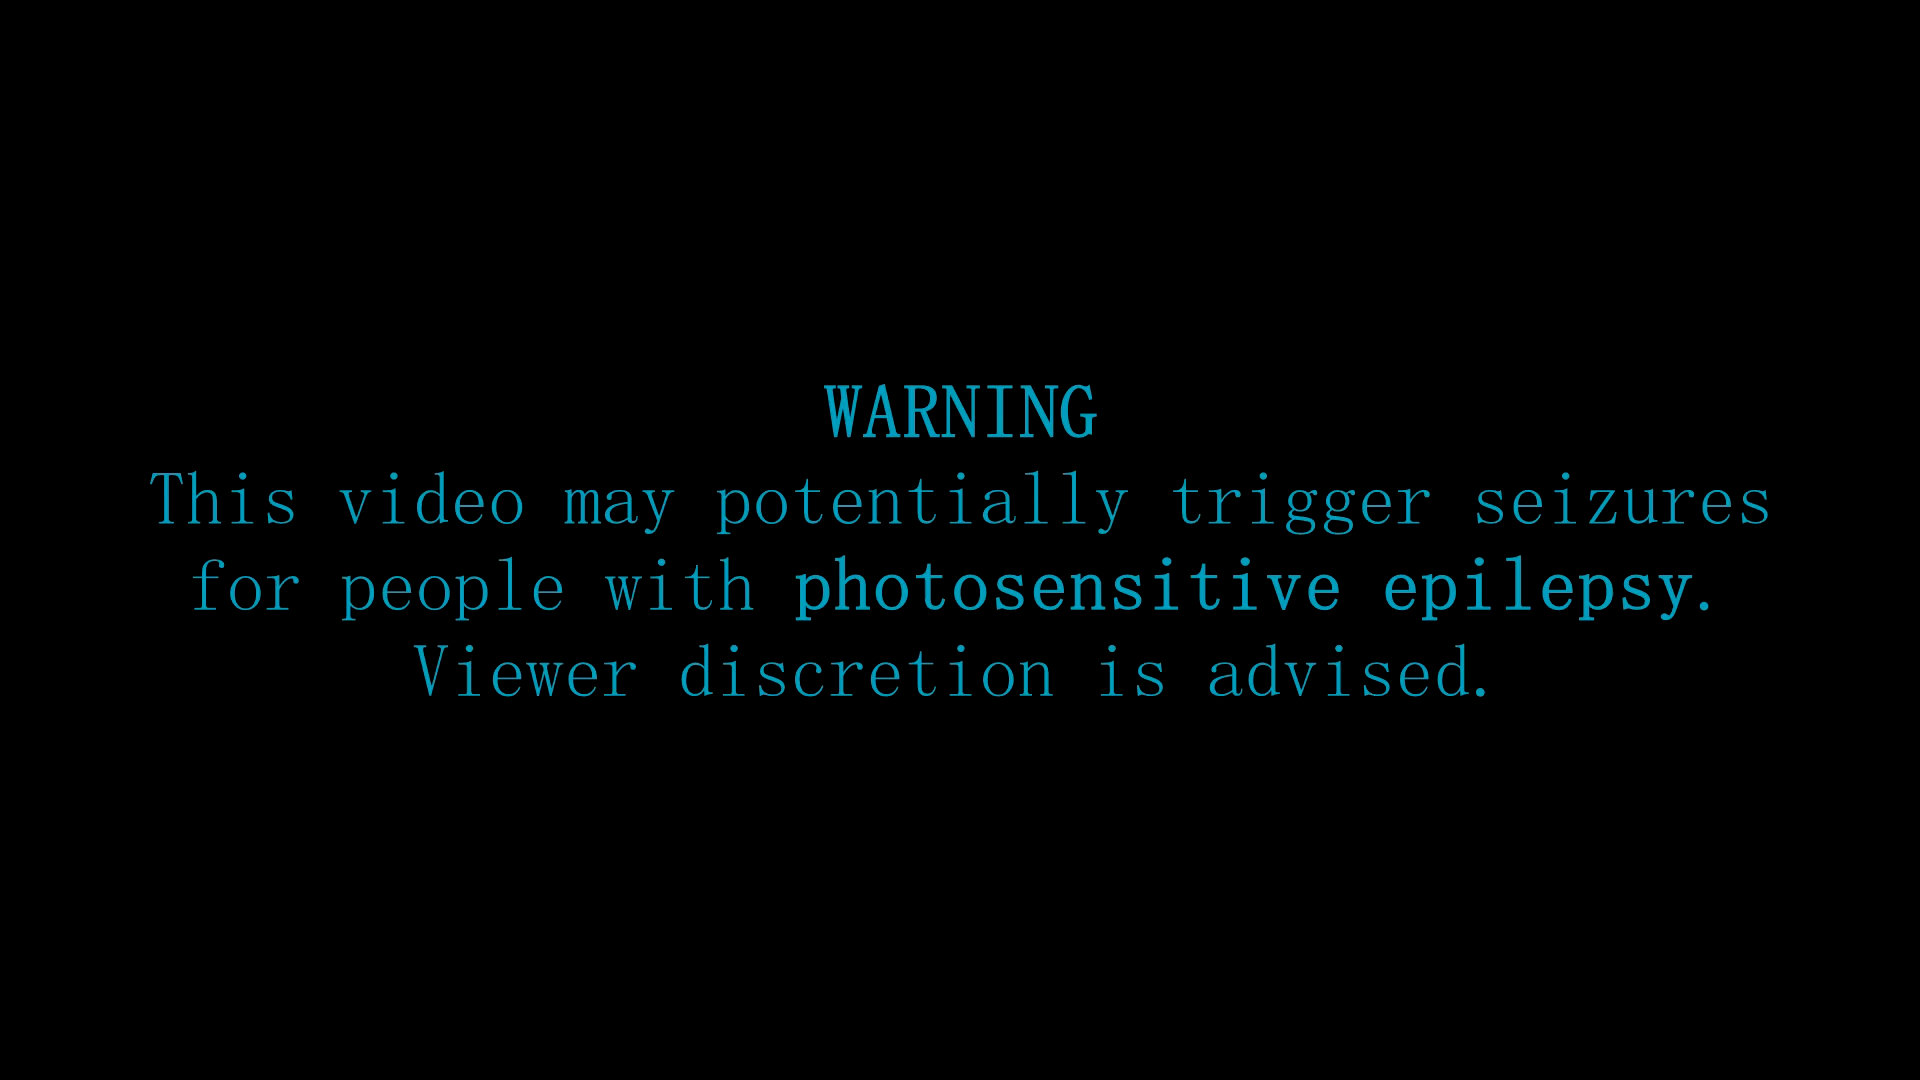 WARNING
This video may potentially trigger seizures
for people with photosensitive epilepsy.
Viewer discretion is advised.